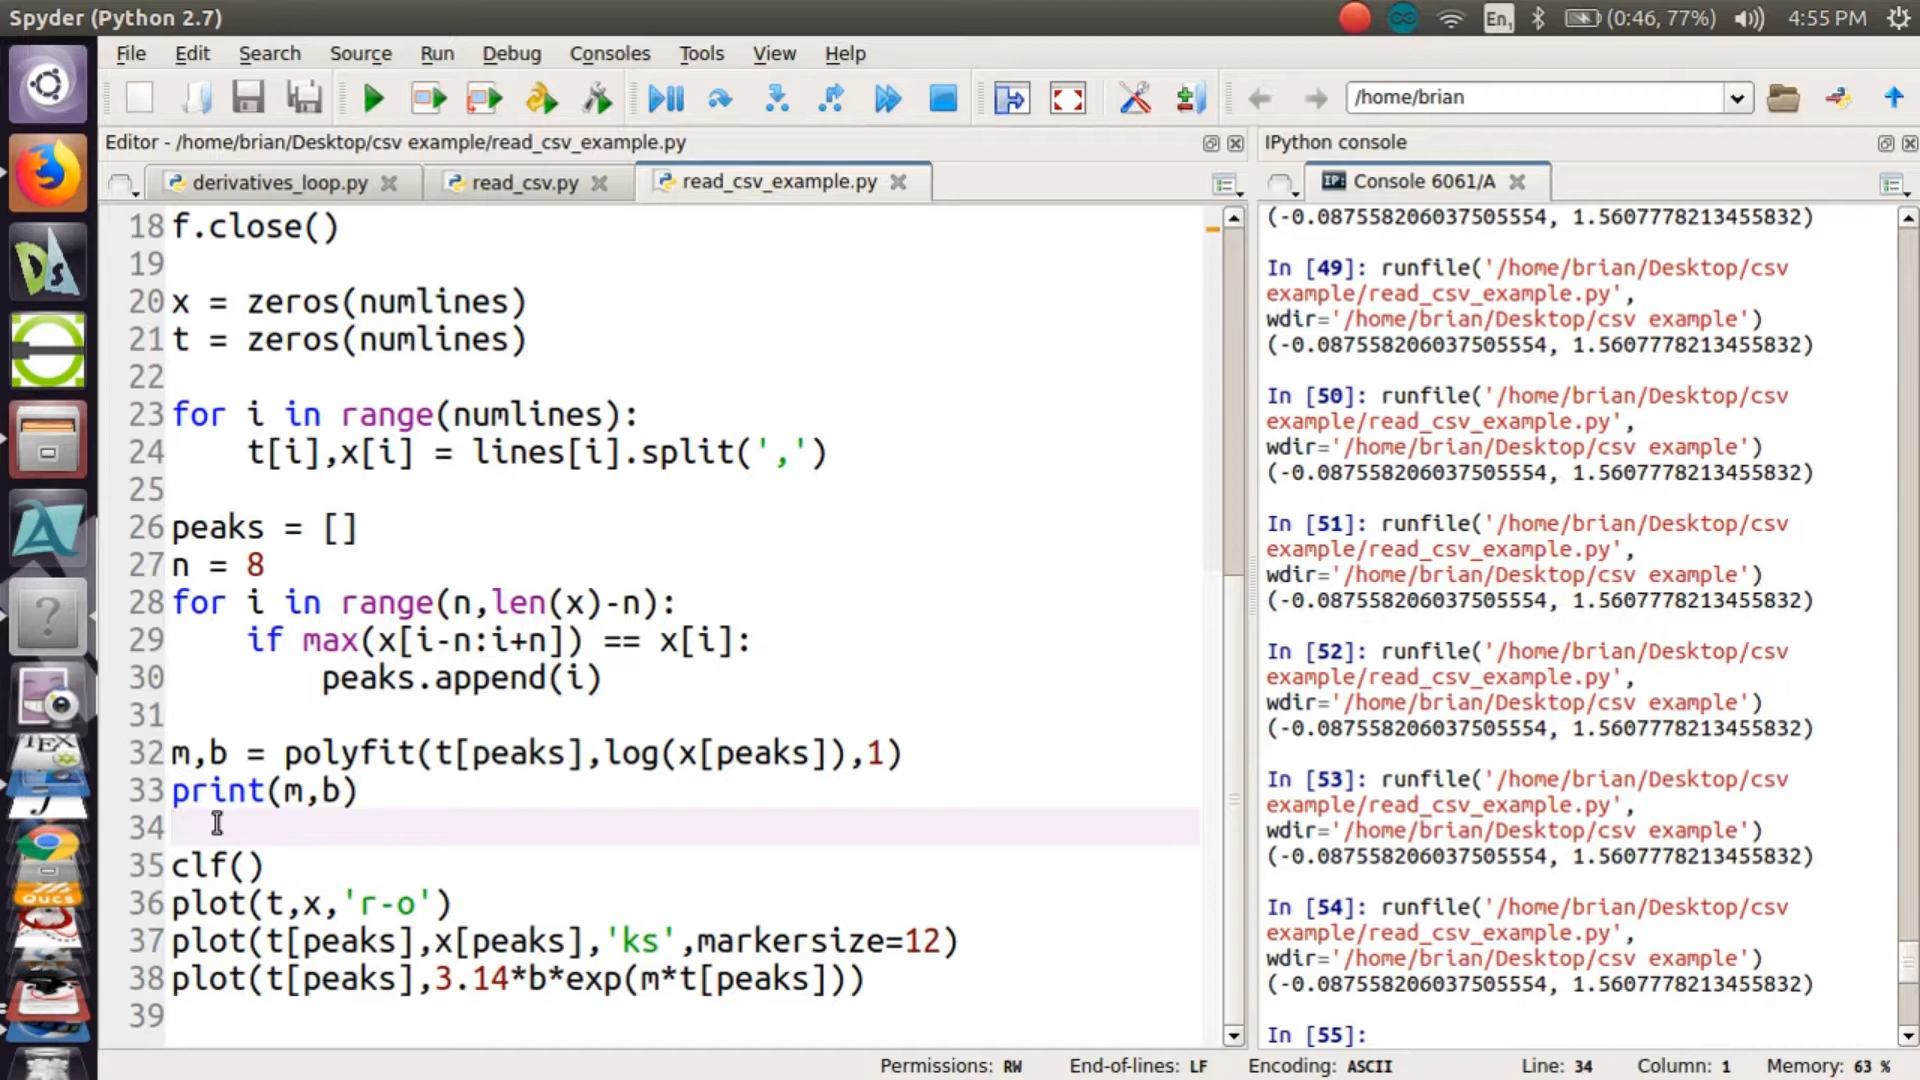 Spyder (Python 2.7)
En1
(0:46, 77%)
4:55 PM
File Edit Search Source Run Debug Consoles Tools View Help
/home/brian
Editor - /home/brian/Desktop/csv example/read_csv_example.py
derivatives_loop.py
read_csv.py
read_csv_example.py
18 f.close()
19
20 x = zeros(numlines)
21 t = zeros(numlines)
22
23 for i in range(numlines):
24     t[i],x[i] = lines[i].split(',')
25
26 peaks = []
27 n = 8
28 for i in range(n,len(x)-n):
29     if max(x[i-n:i+n]) == x[i]:
30         peaks.append(i)
31
32 m,b = polyfit(t[peaks],log(x[peaks]),1)
33 print(m,b)
34
35 clf()
36 plot(t,x,'r-o')
37 plot(t[peaks],x[peaks],'ks',markersize=12)
38 plot(t[peaks],3.14*b*exp(m*t[peaks]))
39
IPython console
IP: Console 6061/A
(-0.087558206037505554, 1.5607778213455832)
In [49]: runfile('/home/brian/Desktop/csv
example/read_csv_example.py',
wdir='/home/brian/Desktop/csv example')
(-0.087558206037505554, 1.5607778213455832)
In [50]: runfile('/home/brian/Desktop/csv
example/read_csv_example.py',
wdir='/home/brian/Desktop/csv example')
(-0.087558206037505554, 1.5607778213455832)
In [51]: runfile('/home/brian/Desktop/csv
example/read_csv_example.py',
wdir='/home/brian/Desktop/csv example')
(-0.087558206037505554, 1.5607778213455832)
In [52]: runfile('/home/brian/Desktop/csv
example/read_csv_example.py',
wdir='/home/brian/Desktop/csv example')
(-0.087558206037505554, 1.5607778213455832)
In [53]: runfile('/home/brian/Desktop/csv
example/read_csv_example.py',
wdir='/home/brian/Desktop/csv example')
(-0.087558206037505554, 1.5607778213455832)
In [54]: runfile('/home/brian/Desktop/csv
example/read_csv_example.py',
wdir='/home/brian/Desktop/csv example')
(-0.087558206037505554, 1.5607778213455832)
In [55]:
DS
?
TEX
Qucs
Permissions: RW End-of-lines: LF Encoding: ASCII Line: 34 Column: 1 Memory: 63 %